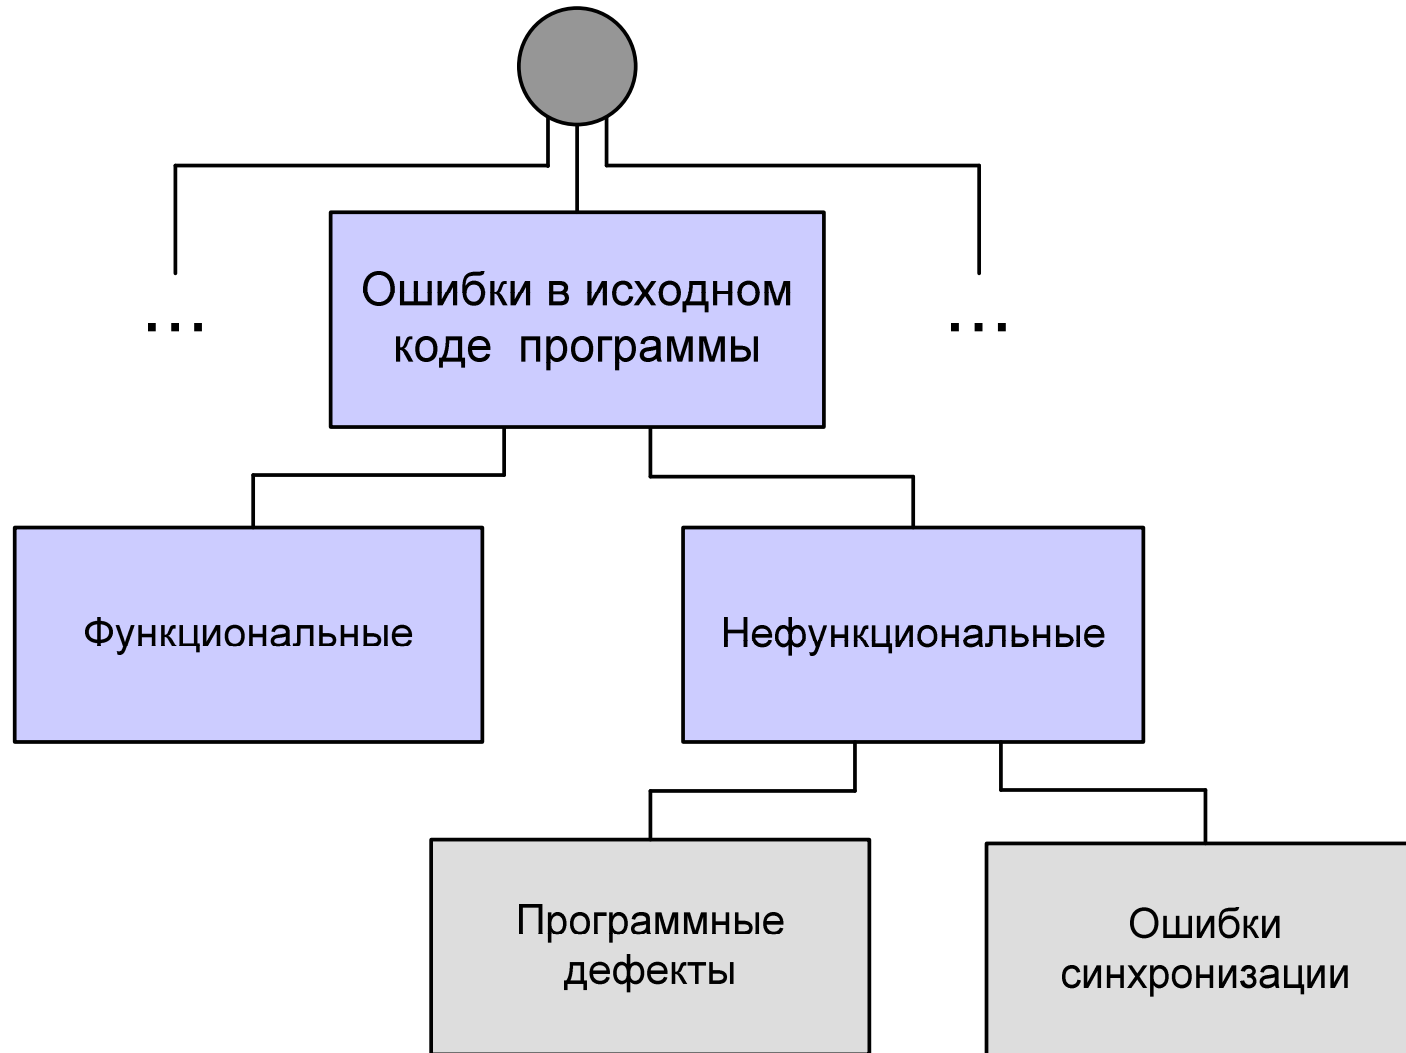 ... ...
Ошибки в исходном
коде программы
Функциональные
Нефункциональные
Программные
дефекты
Ошибки
синхронизации